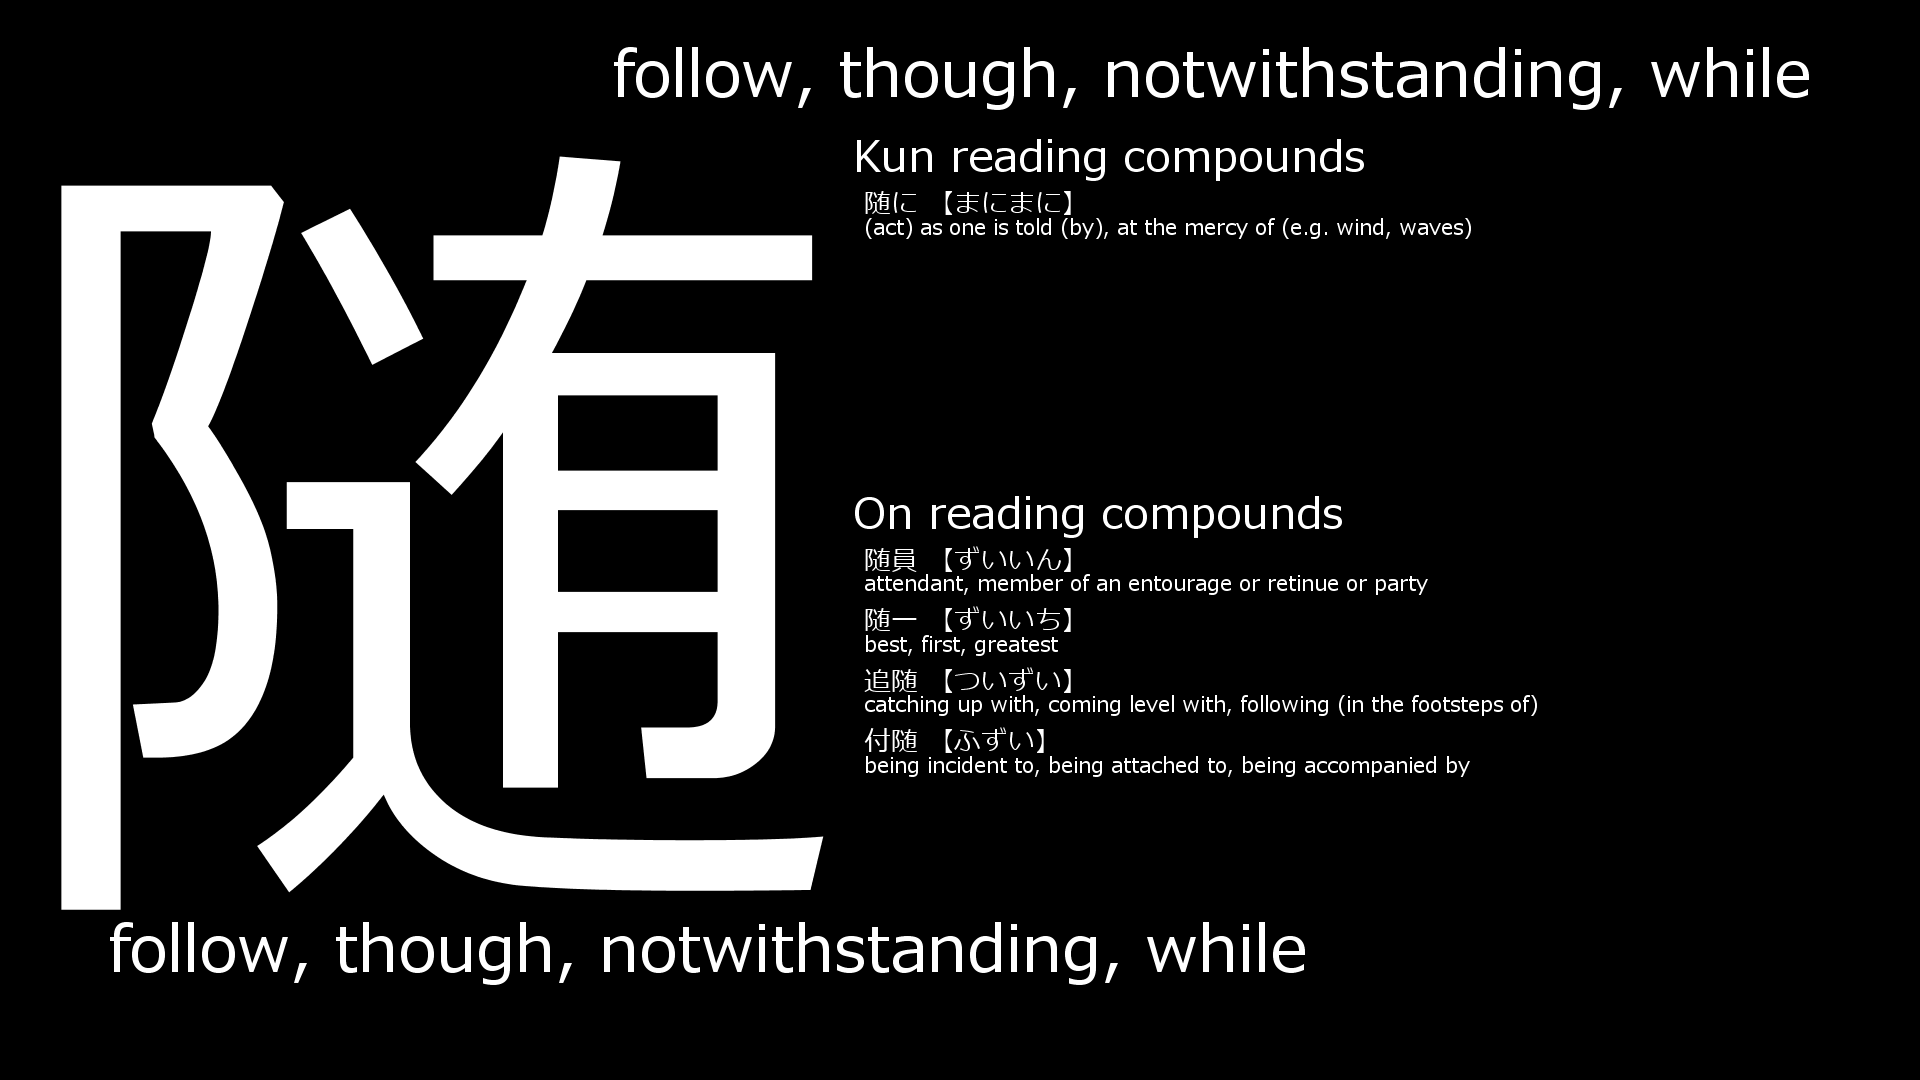 follow, though, notwithstanding, while
随
Kun reading compounds
随に 【まにまに】
(act) as one is told (by), at the mercy of (e.g. wind, waves)
On reading compounds
随員 【ずいいん】
attendant, member of an entourage or retinue or party
随一 【ずいいち】
best, first, greatest
追随 【ついずい】
catching up with, coming level with, following (in the footsteps of)
付随 【ふずい】
being incident to, being attached to, being accompanied by
follow, though, notwithstanding, while